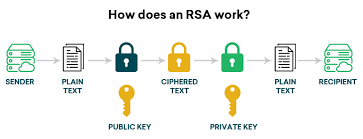 How does an RSA work?
SENDER
PLAIN
TEXT
CIPHERED
TEXT
PLAIN
TEXT
RECIPIENT
PUBLIC KEY
PRIVATE KEY